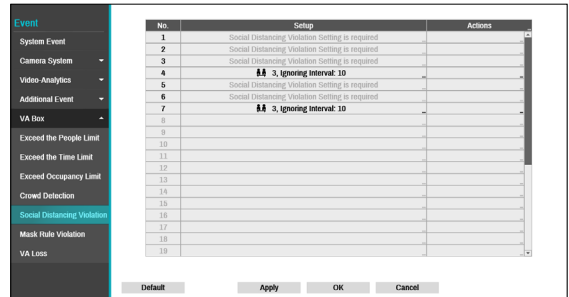 Event
System Event
Camera System
Video-Analytics
Additional Event
VA Box
Exceed the People Limit
Exceed the Time Limit
Exceed Occupancy Limit
Crowd Detection
Social Distancing Violation
Mask Rule Violation
VA Loss
No. Setup Actions
1 Social Distancing Violation Setting is required
2 Social Distancing Violation Setting is required
3 Social Distancing Violation Setting is required
4 3, Ignoring Interval: 10
5 Social Distancing Violation Setting is required
6 Social Distancing Violation Setting is required
7 3, Ignoring Interval: 10
8
9
10
11
12
13
14
15
16
17
18
19
Default Apply OK Cancel